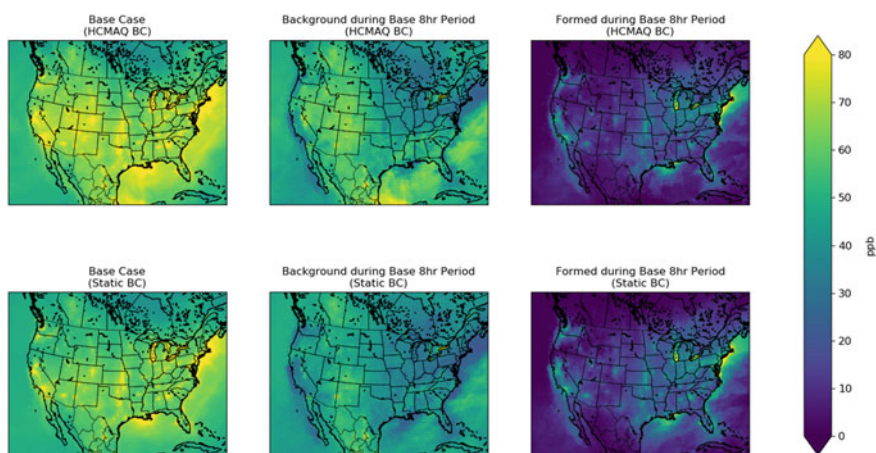 Base Case
(HCMAQ BC)
Background during Base 8hr Period
(HCMAQ BC)
Formed during Base 8hr Period
(HCMAQ BC)
Base Case
(Static BC)
Background during Base 8hr Period
(Static BC)
Formed during Base 8hr Period
(Static BC)
80
70
60
50
40
30
20
10
0
ppb